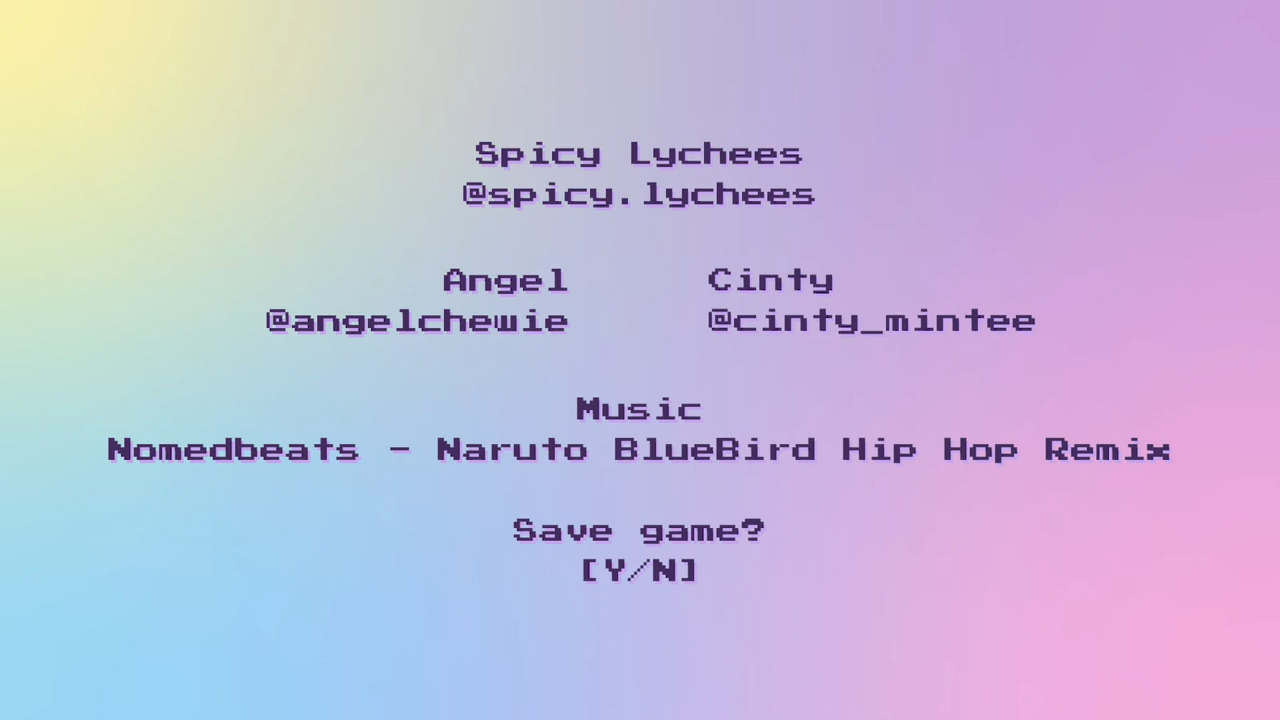 Spicy Lychees
@spicy.lychees
Angel
@angelchewie
Cinty
@cinty_mintee
Music
Nomedbeats - Naruto BlueBird Hip Hop Remix
Save game?
[Y/N]